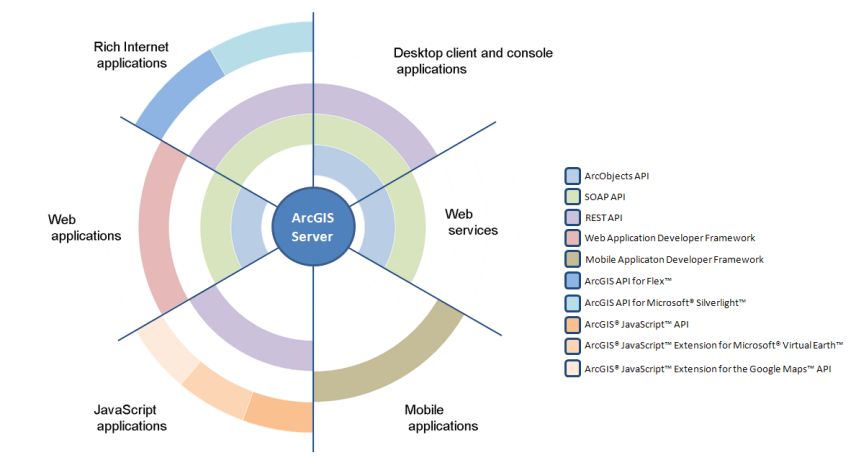 Rich Internet
applications
Desktop client and console
applications
Web
applications
ArcGIS
Server
Web
services
JavaScript
applications
Mobile
applications
ArcObjects API
SOAP API
REST API
Web Application Developer Framework
Mobile Applicaton Developer Framework
ArcGIS API for Flex™
ArcGIS API for Microsoft® Silverlight™
ArcGIS® JavaScript™ API
ArcGIS® JavaScript™ Extension for Microsoft® Virtual Earth™
ArcGIS® JavaScript™ Extension for the Google Maps™ API